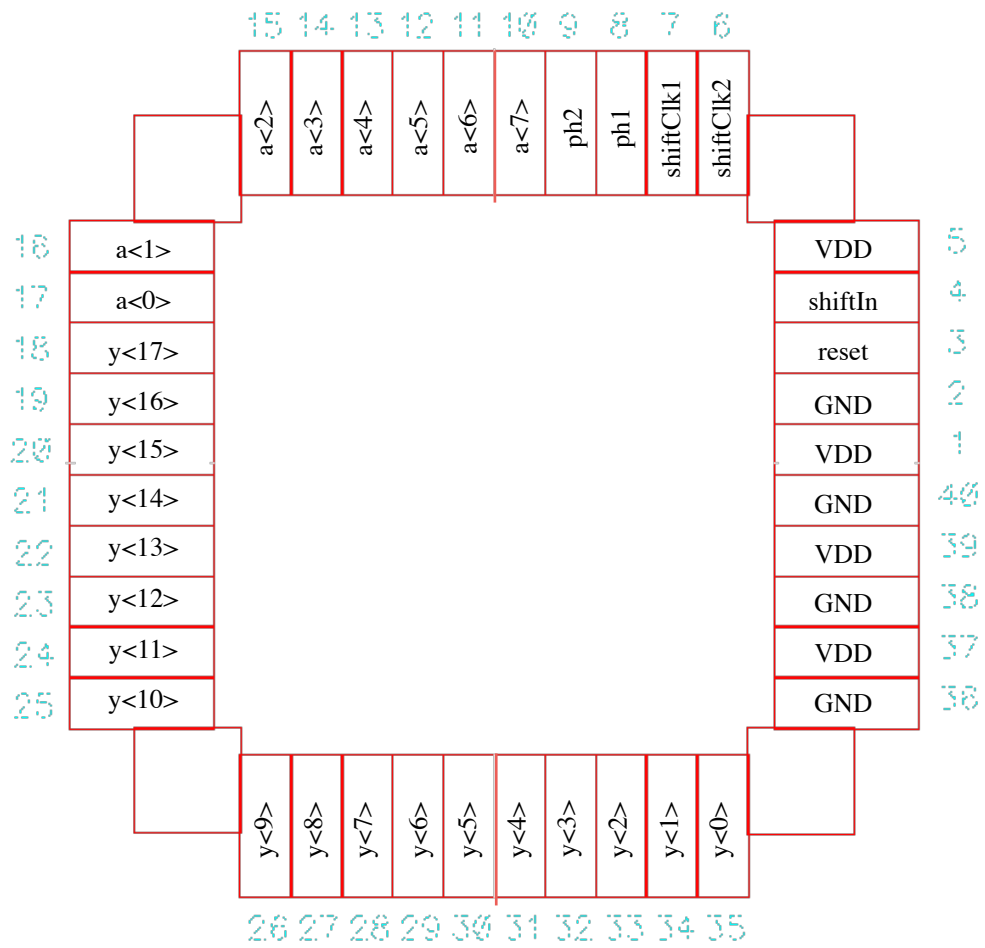 15 14 13 12 11 10 9 8 7 6
a<2> a<3> a<4> a<5> a<6> a<7> ph2 ph1 shiftClk1 shiftClk2
16 a<1> VDD 5
17 a<0> shiftIn 4
18 y<17> reset 3
19 y<16> GND 2
20 y<15> VDD 1
21 y<14> GND 40
22 y<13> VDD 39
23 y<12> GND 38
24 y<11> VDD 37
25 y<10> GND 36
y<9> y<8> y<7> y<6> y<5> y<4> y<3> y<2> y<1> y<0>
26 27 28 29 30 31 32 33 34 35